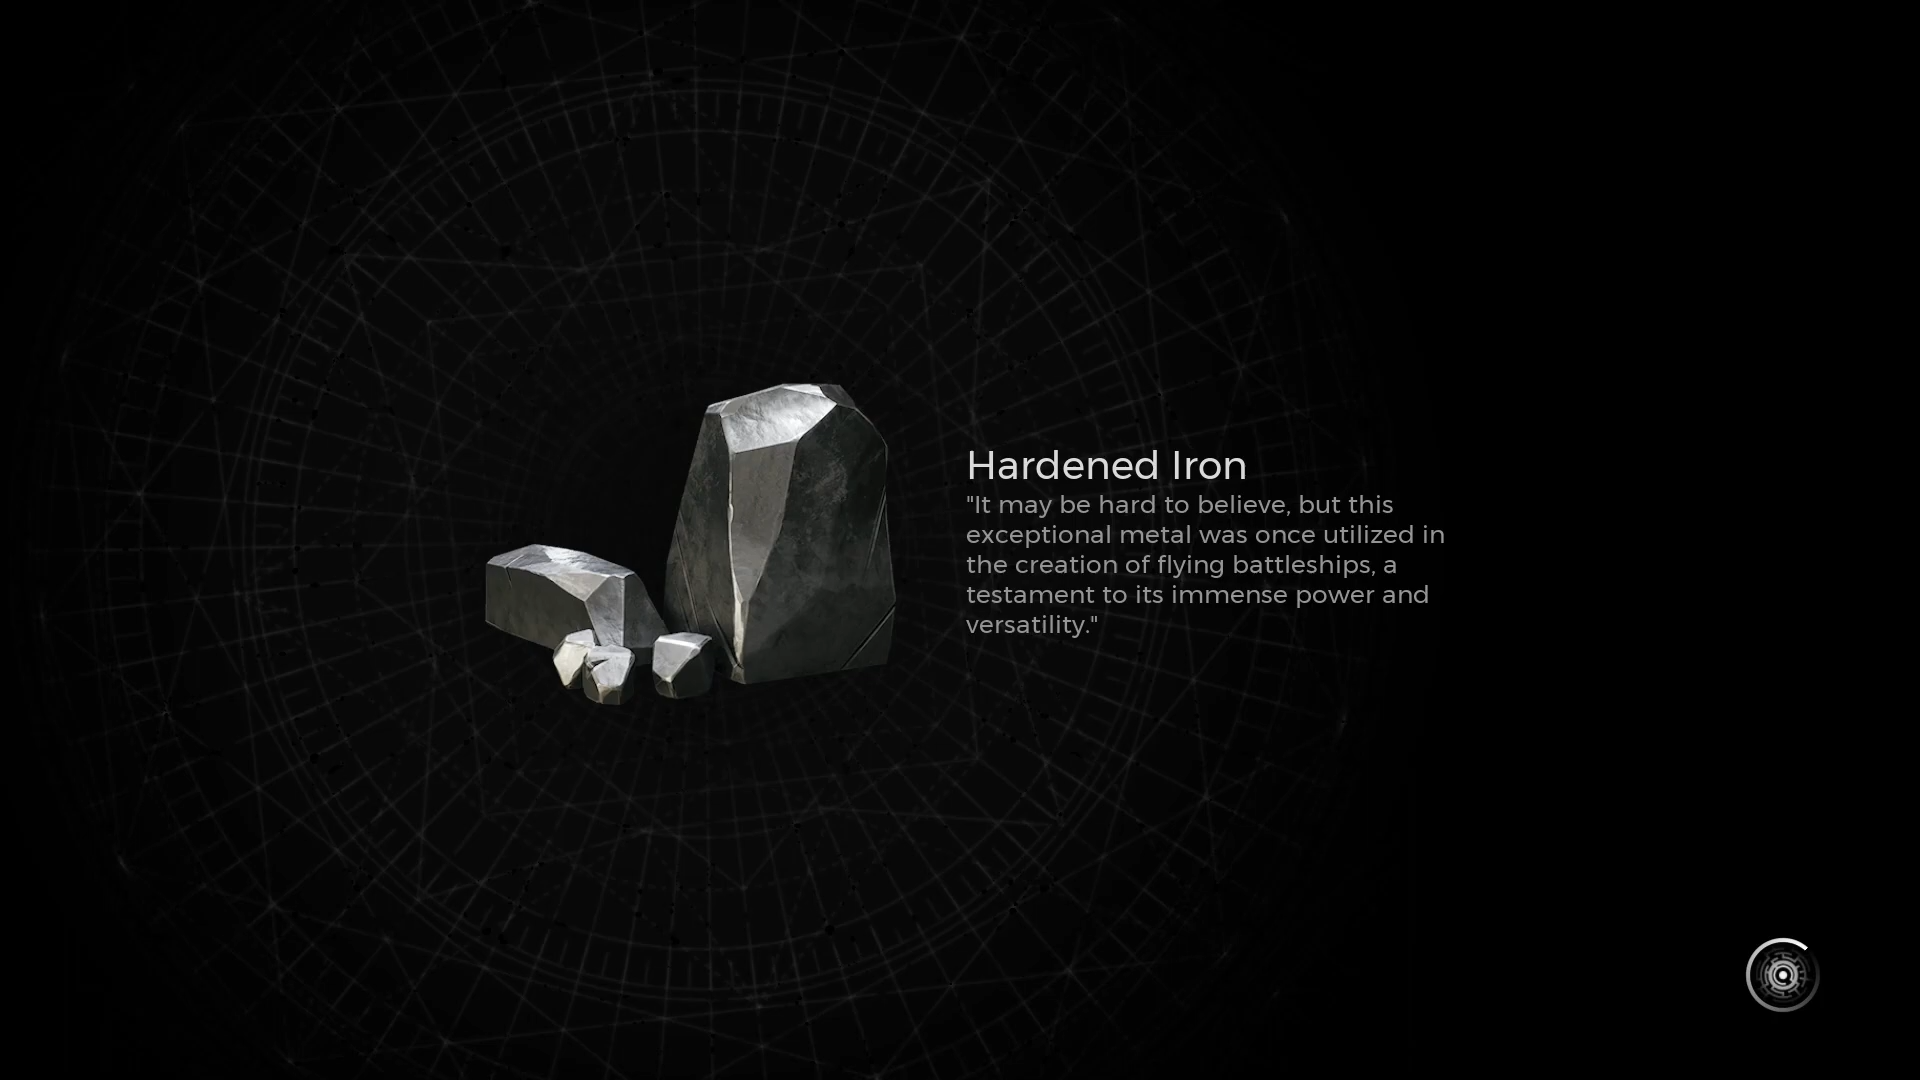 Hardened Iron
"It may be hard to believe, but this
exceptional metal was once utilized in
the creation of flying battleships, a
testament to its immense power and
versatility."